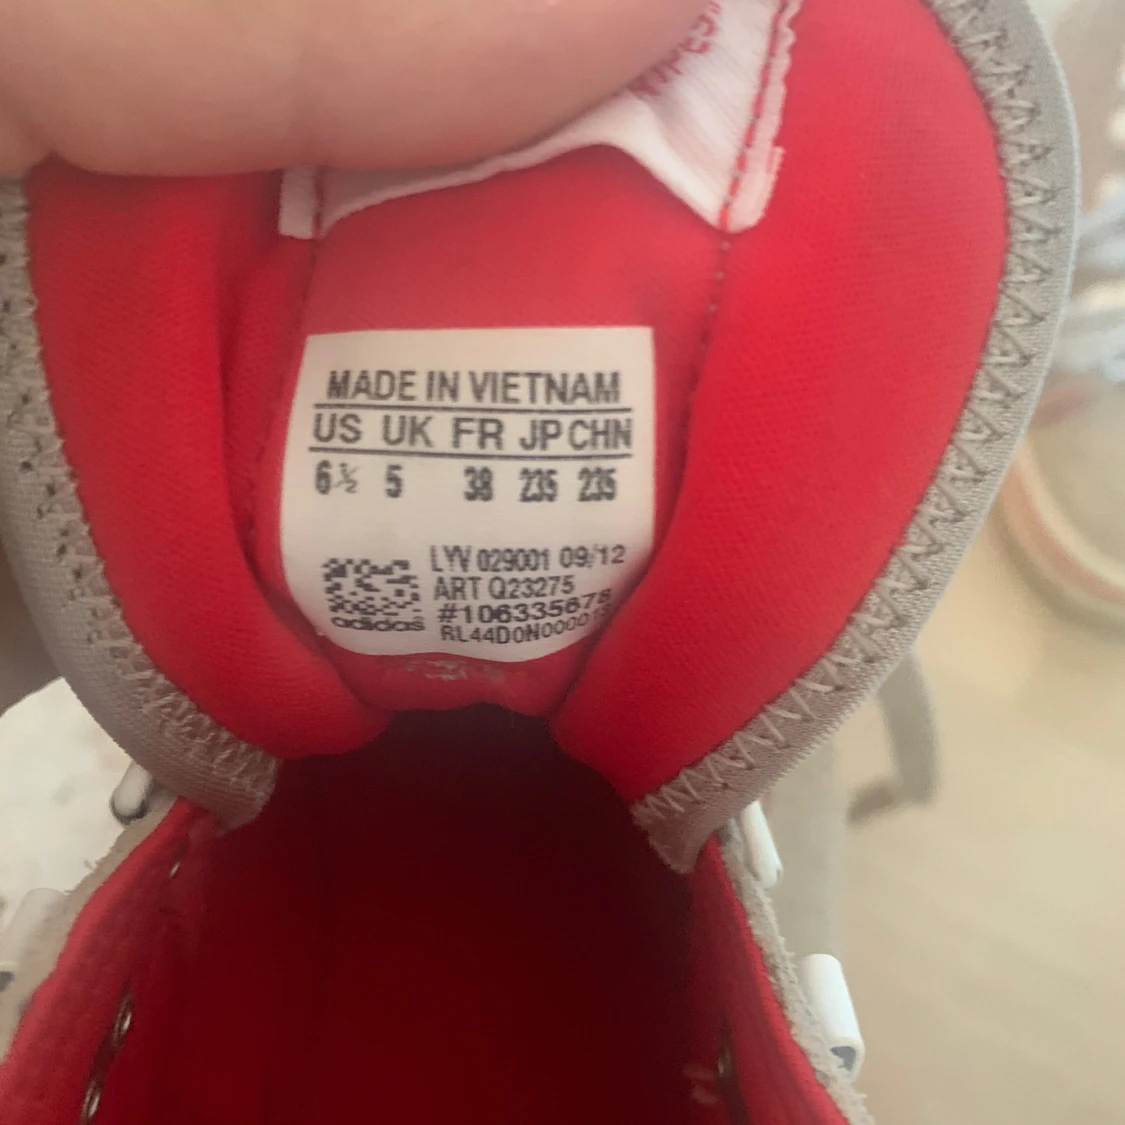 MADE IN VIETNAM
US UK FR JP CHN
6½ 5 38 235 235
LYV 029001 09/12
ART Q23275
#106335678
adidas